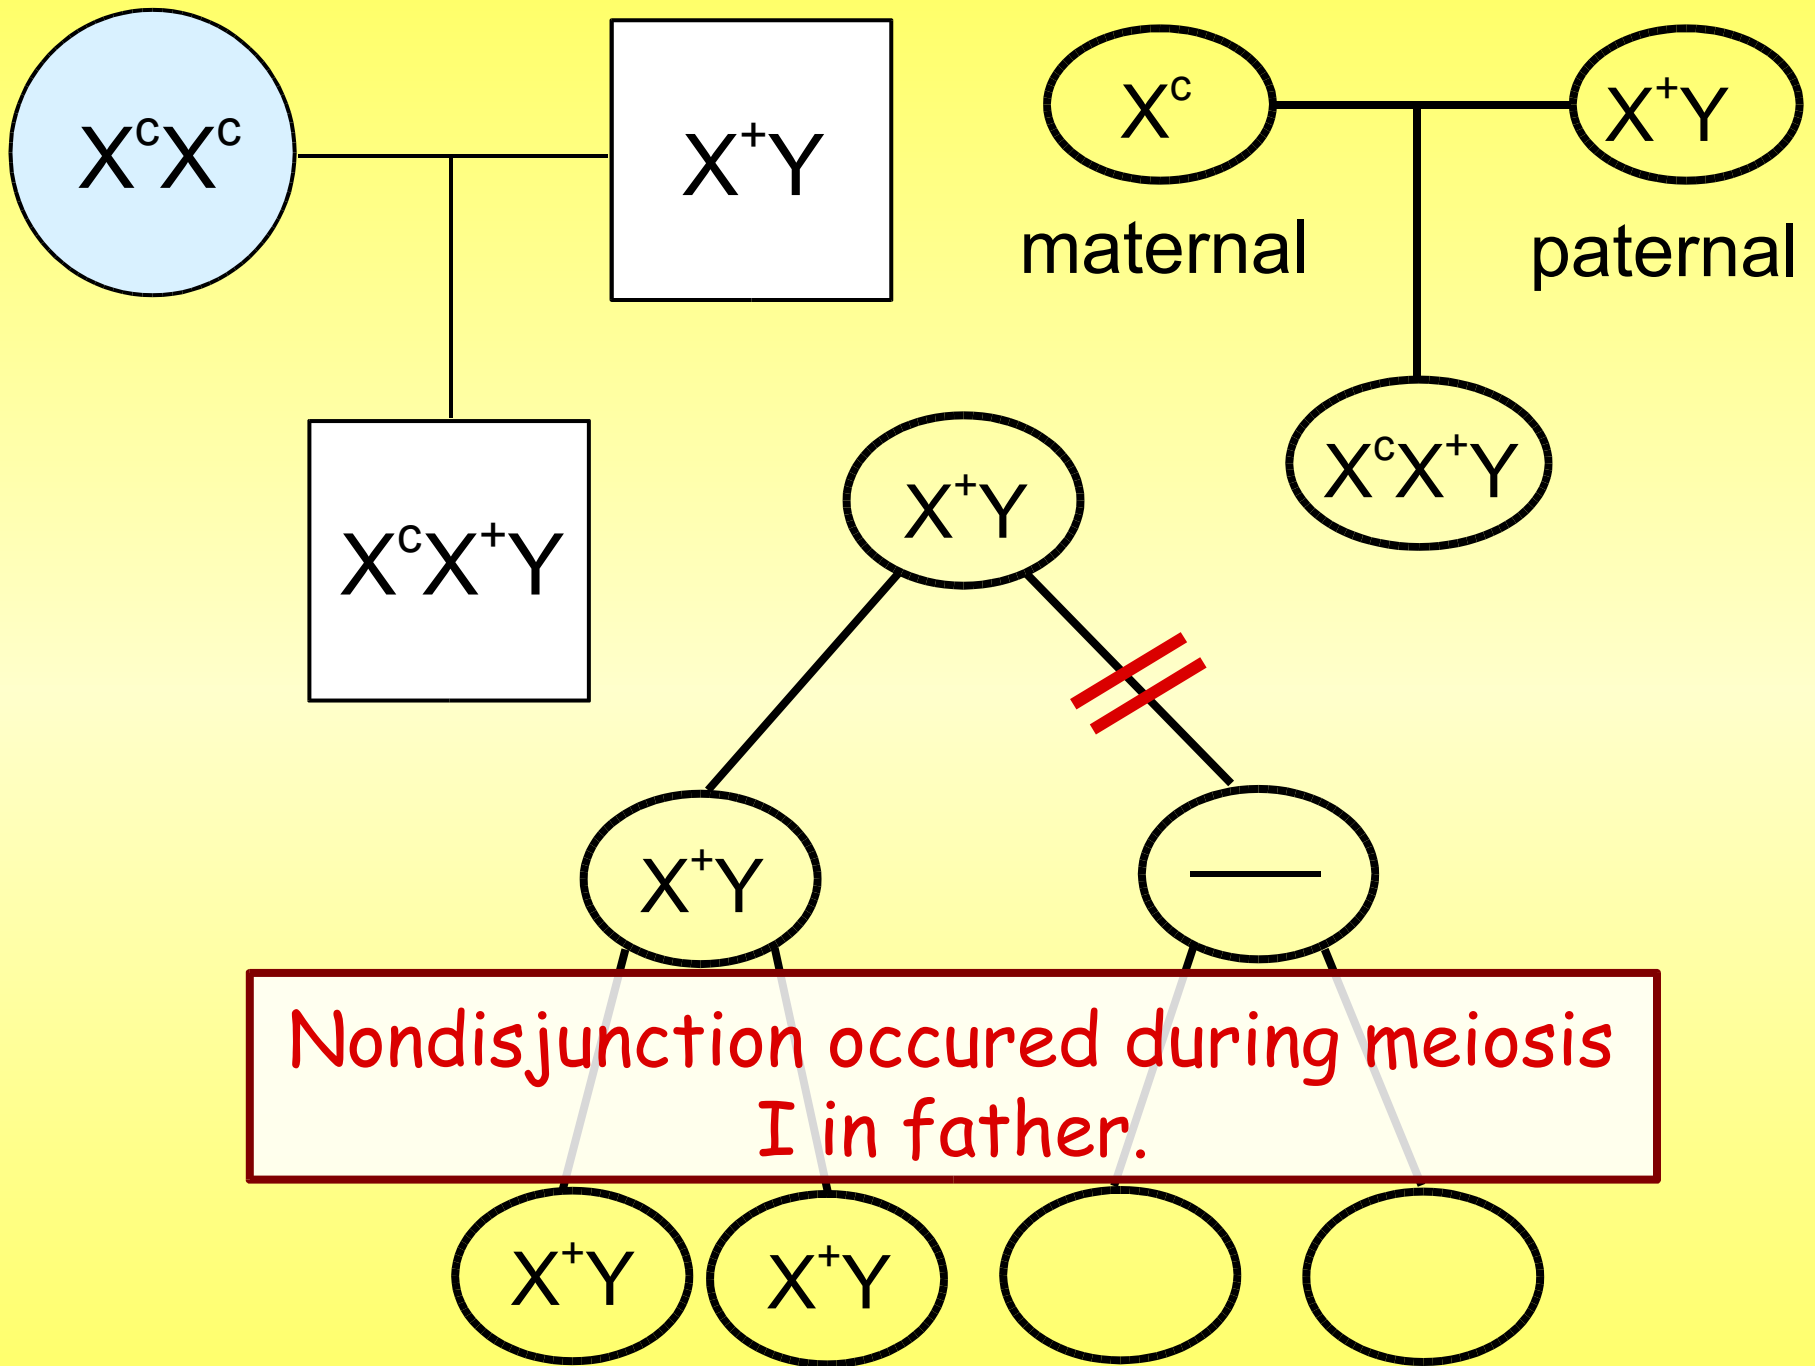 XᶜXᶜ
X⁺Y
Xᶜ
X⁺Y
maternal
paternal
XᶜX⁺Y
XᶜX⁺Y
X⁺Y
X⁺Y
Nondisjunction occured during meiosis
I in father.
X⁺Y
X⁺Y